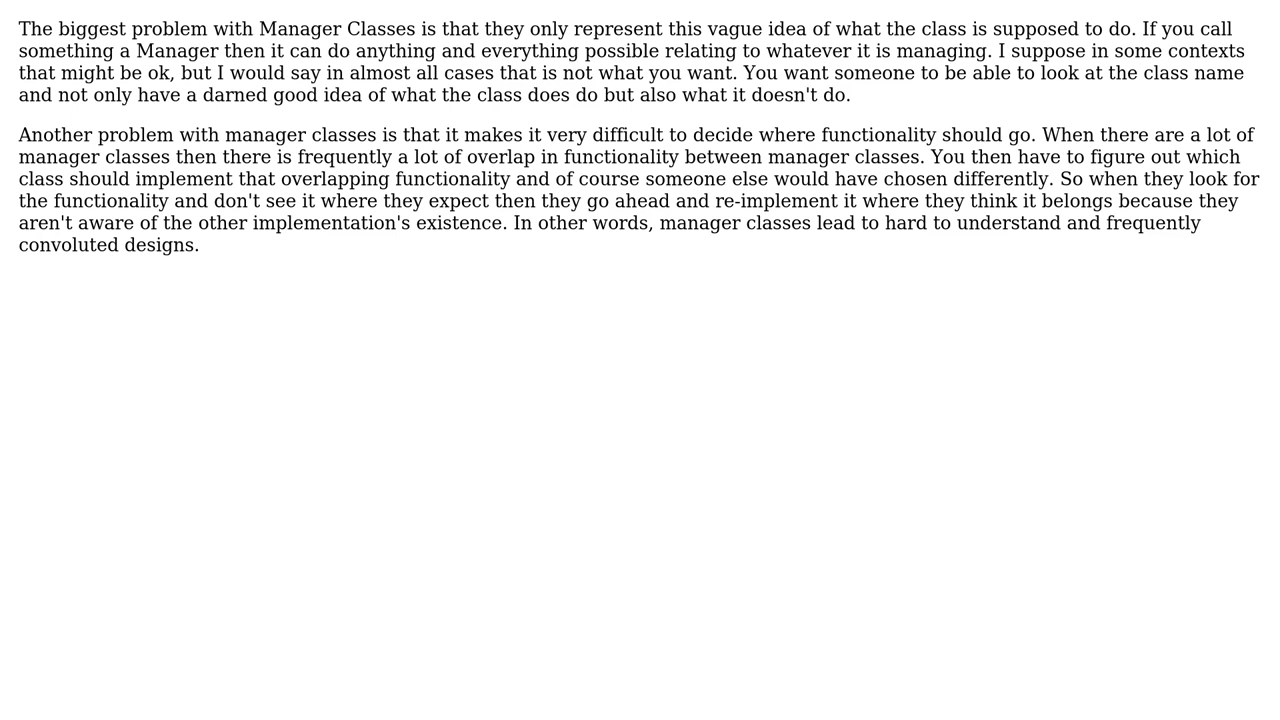 The biggest problem with Manager Classes is that they only represent this vague idea of what the class is supposed to do. If you call
something a Manager then it can do anything and everything possible relating to whatever it is managing. I suppose in some contexts
that might be ok, but I would say in almost all cases that is not what you want. You want someone to be able to look at the class name
and not only have a darned good idea of what the class does do but also what it doesn't do.
Another problem with manager classes is that it makes it very difficult to decide where functionality should go. When there are a lot of
manager classes then there is frequently a lot of overlap in functionality between manager classes. You then have to figure out which
class should implement that overlapping functionality and of course someone else would have chosen differently. So when they look for
the functionality and don't see it where they expect then they go ahead and re-implement it where they think it belongs because they
aren't aware of the other implementation's existence. In other words, manager classes lead to hard to understand and frequently
convoluted designs.